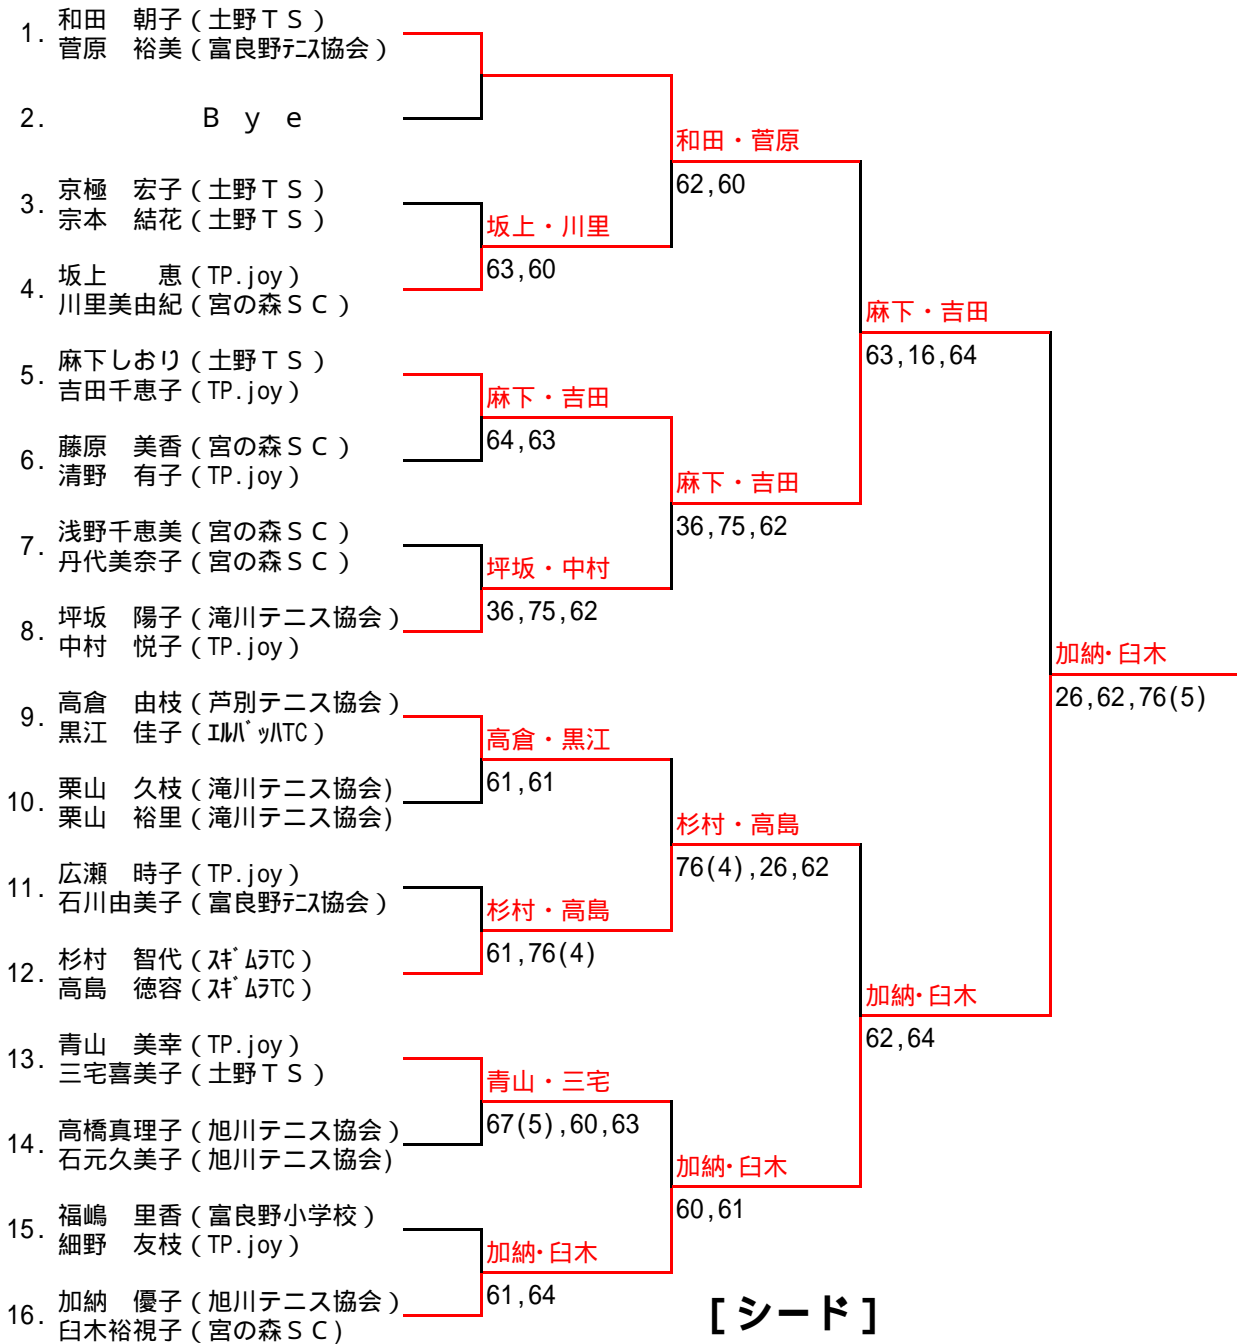 1. 和田　朝子(土野ＴＳ)
菅原　裕美(富良野ﾃﾆｽ協会)
2. Ｂｙｅ
和田・菅原
62,60
3. 京極　宏子(土野ＴＳ)
宗本　結花(土野ＴＳ)
坂上・川里
63,60
4. 坂上　　恵(TP.joy)
川里美由紀(宮の森ＳＣ)
麻下・吉田
63,16,64
5. 麻下しおり(土野ＴＳ)
吉田千恵子(TP.joy)
麻下・吉田
64,63
6. 藤原　美香(宮の森ＳＣ)
清野　有子(TP.joy)
麻下・吉田
36,75,62
7. 浅野千恵美(宮の森ＳＣ)
丹代美奈子(宮の森ＳＣ)
坪坂・中村
36,75,62
8. 坪坂　陽子(滝川テニス協会)
中村　悦子(TP.joy)
加納・臼木
26,62,76(5)
9. 高倉　由枝(芦別テニス協会)
黒江　佳子(ｴﾙﾊﾞｯﾊTC)
高倉・黒江
61,61
10. 栗山　久枝(滝川テニス協会)
栗山　裕里(滝川テニス協会)
杉村・高島
76(4),26,62
11. 広瀬　時子(TP.joy)
石川由美子(富良野ﾃﾆｽ協会)
杉村・高島
61,76(4)
12. 杉村　智代(ｽｷﾞﾑﾗTC)
高島　徳容(ｽｷﾞﾑﾗTC)
加納・臼木
62,64
13. 青山　美幸(TP.joy)
三宅喜美子(土野ＴＳ)
青山・三宅
67(5),60,63
14. 高橋真理子(旭川テニス協会)
石元久美子(旭川テニス協会)
加納・臼木
60,61
15. 福嶋　里香(富良野小学校)
細野　友枝(TP.joy)
加納・臼木
61,64
16. 加納　優子(旭川テニス協会)
臼木裕視子(宮の森ＳＣ)
[シード]